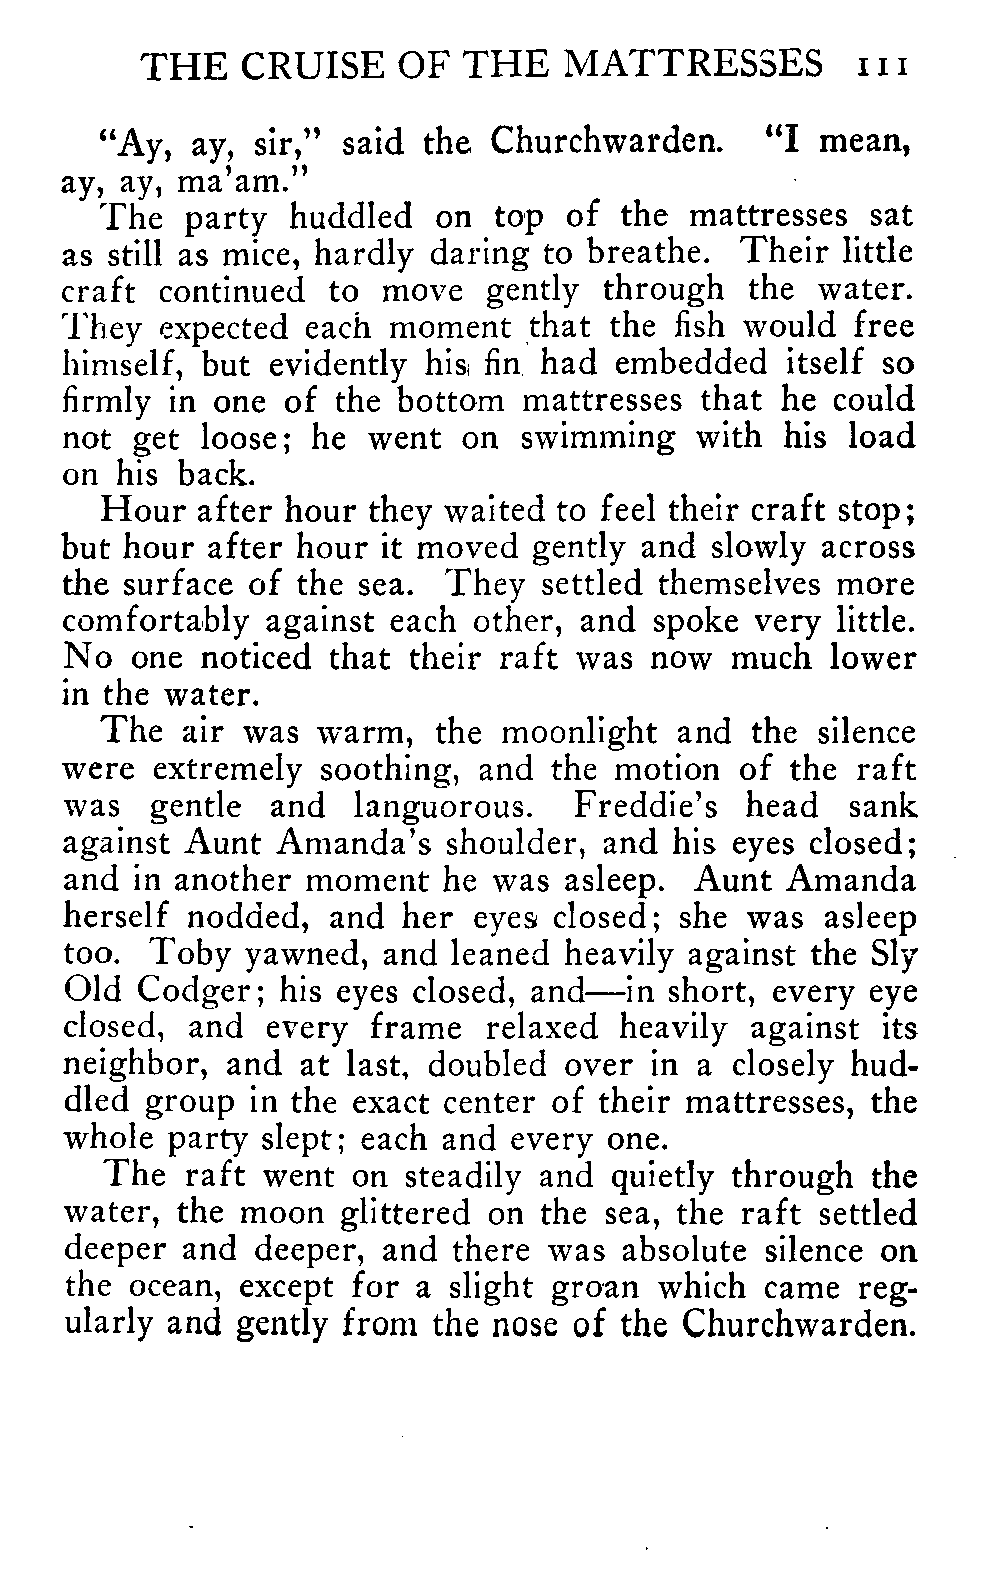 THE CRUISE OF THE MATTRESSES 111
"Ay, ay, sir," said the Churchwarden. "I mean,
ay, ay, ma'am."
The party huddled on top of the mattresses sat
as still as mice, hardly daring to breathe. Their little
craft continued to move gently through the water.
They expected each moment that the fish would free
himself, but evidently his fin had embedded itself so
firmly in one of the bottom mattresses that he could
not get loose; he went on swimming with his load
on his back.
Hour after hour they waited to feel their craft stop;
but hour after hour it moved gently and slowly across
the surface of the sea. They settled themselves more
comfortably against each other, and spoke very little.
No one noticed that their raft was now much lower
in the water.
The air was warm, the moonlight and the silence
were extremely soothing, and the motion of the raft
was gentle and languorous. Freddie's head sank
against Aunt Amanda's shoulder, and his eyes closed;
and in another moment he was asleep. Aunt Amanda
herself nodded, and her eyes closed; she was asleep
too. Toby yawned, and leaned heavily against the Sly
Old Codger; his eyes closed, and—in short, every eye
closed, and every frame relaxed heavily against its
neighbor, and at last, doubled over in a closely hud-
dled group in the exact center of their mattresses, the
whole party slept; each and every one.
The raft went on steadily and quietly through the
water, the moon glittered on the sea, the raft settled
deeper and deeper, and there was absolute silence on
the ocean, except for a slight groan which came reg-
ularly and gently from the nose of the Churchwarden.